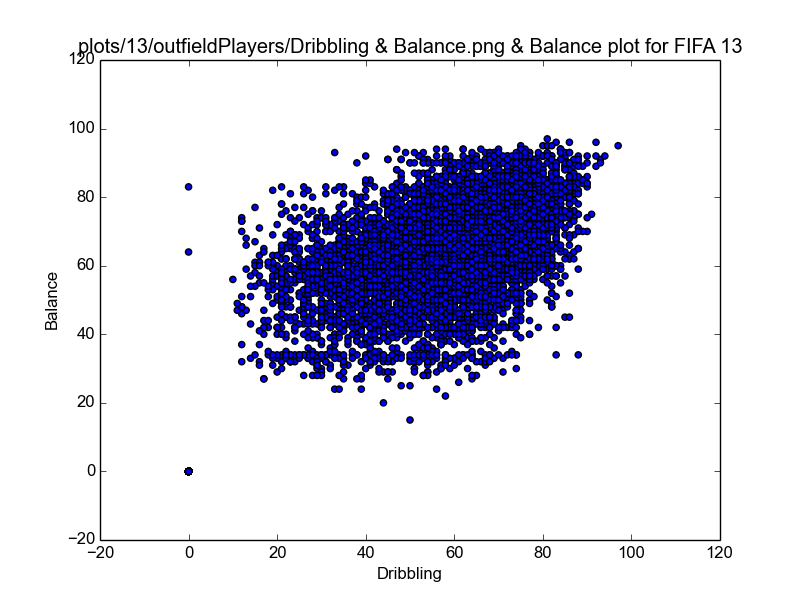 plots/13/outfieldPlayers/Dribbling & Balance.png & Balance plot for FIFA 13
120
100
80
60
40
20
0
−20
Balance
−20 0 20 40 60 80 100 120
Dribbling